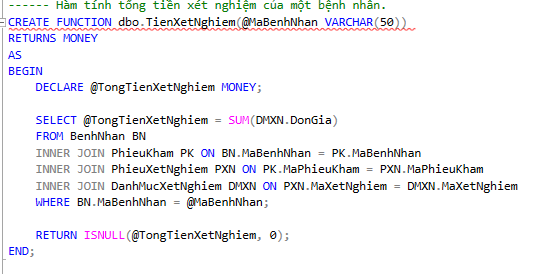 ------ Hàm tính tổng tiền xét nghiệm của một bệnh nhân.
CREATE FUNCTION dbo.TienXetNghiem(@MaBenhNhan VARCHAR(50))
RETURNS MONEY
AS
BEGIN
    DECLARE @TongTienXetNghiem MONEY;

    SELECT @TongTienXetNghiem = SUM(DMXN.DonGia)
    FROM BenhNhan BN
    INNER JOIN PhieuKham PK ON BN.MaBenhNhan = PK.MaBenhNhan
    INNER JOIN PhieuXetNghiem PXN ON PK.MaPhieuKham = PXN.MaPhieuKham
    INNER JOIN DanhMucXetNghiem DMXN ON PXN.MaXetNghiem = DMXN.MaXetNghiem
    WHERE BN.MaBenhNhan = @MaBenhNhan;

    RETURN ISNULL(@TongTienXetNghiem, 0);
END;